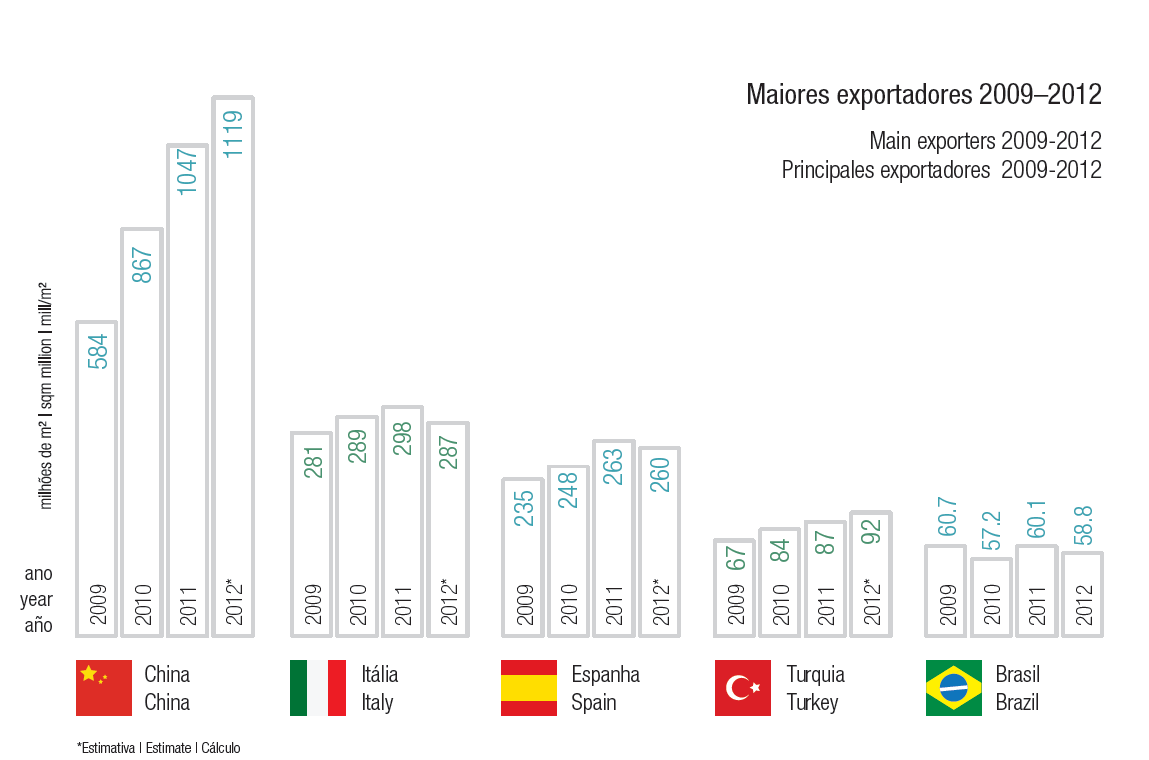 Maiores exportadores 2009–2012
Main exporters 2009-2012
Principales exportadores 2009-2012
milhões de m² | sqm million | mill/m²
584
867
1047
1119
281
289
298
287
235
248
263
260
67
84
87
92
60.7
57.2
60.1
58.8
ano
year
año
2009
2010
2011
2012*
2009
2010
2011
2012*
2009
2010
2011
2012*
2009
2010
2011
2012*
2009
2010
2011
2012
China
China
Itália
Italy
Espanha
Spain
Turquia
Turkey
Brasil
Brazil
*Estimativa | Estimate | Cálculo